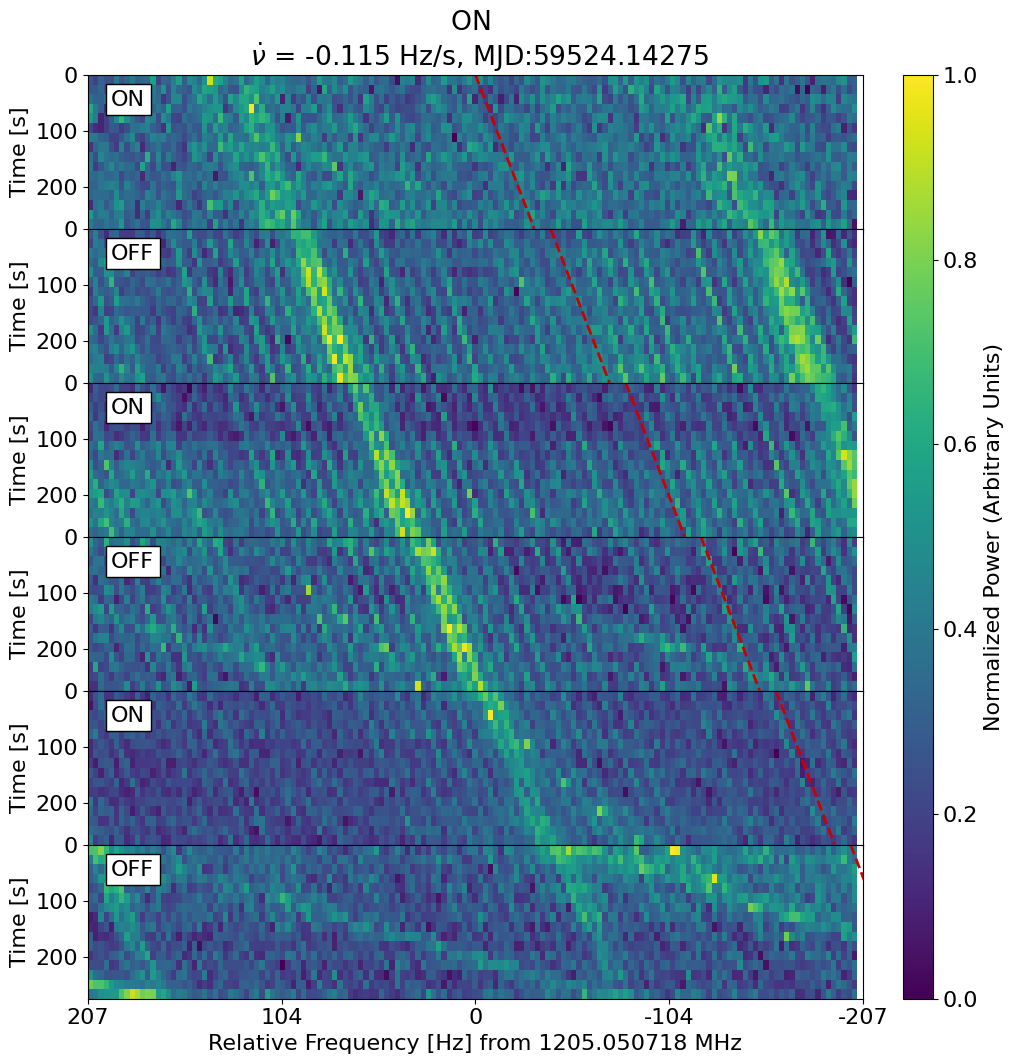 ON
ν̇ = -0.115 Hz/s, MJD:59524.14275
0
ON
100
Time [s]
200
0
OFF
100
Time [s]
200
0
ON
100
Time [s]
200
0
OFF
100
Time [s]
200
0
ON
100
Time [s]
200
0
OFF
100
Time [s]
200
207 104 0 -104 -207
Relative Frequency [Hz] from 1205.050718 MHz
1.0
0.8
0.6
0.4
0.2
0.0
Normalized Power (Arbitrary Units)